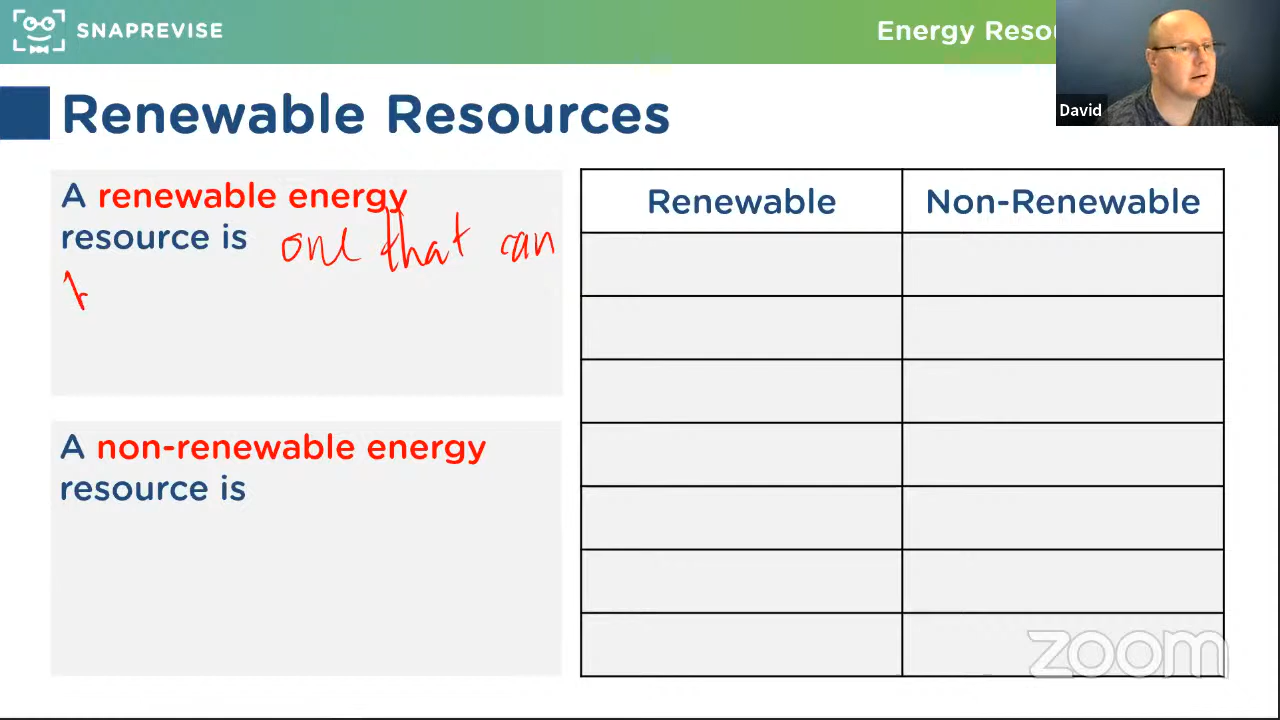 SNAPREVISE
Energy Resou
David
Renewable Resources
A renewable energy
resource is one that can
A non-renewable energy
resource is
Renewable Non-Renewable
zoom